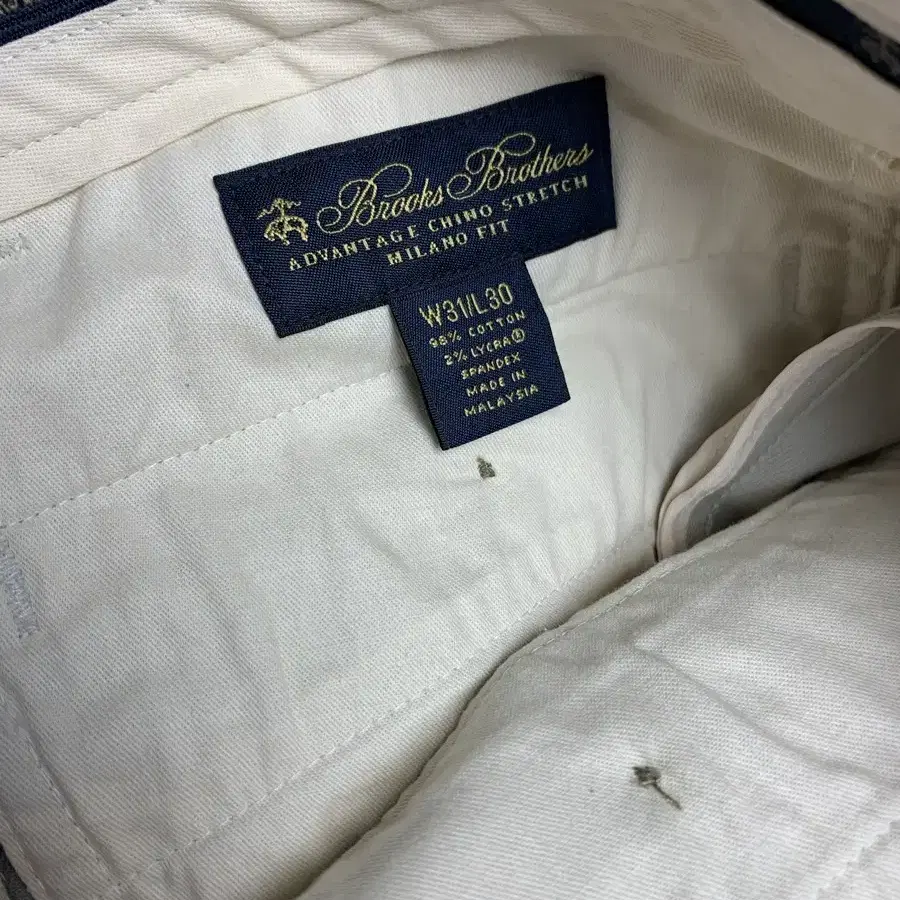 Brooks Brothers
ADVANTAGE CHINO STRETCH
MILANO FIT
W31/L30
98% COTTON
2% LYCRA®
SPANDEX
MADE IN
MALAYSIA